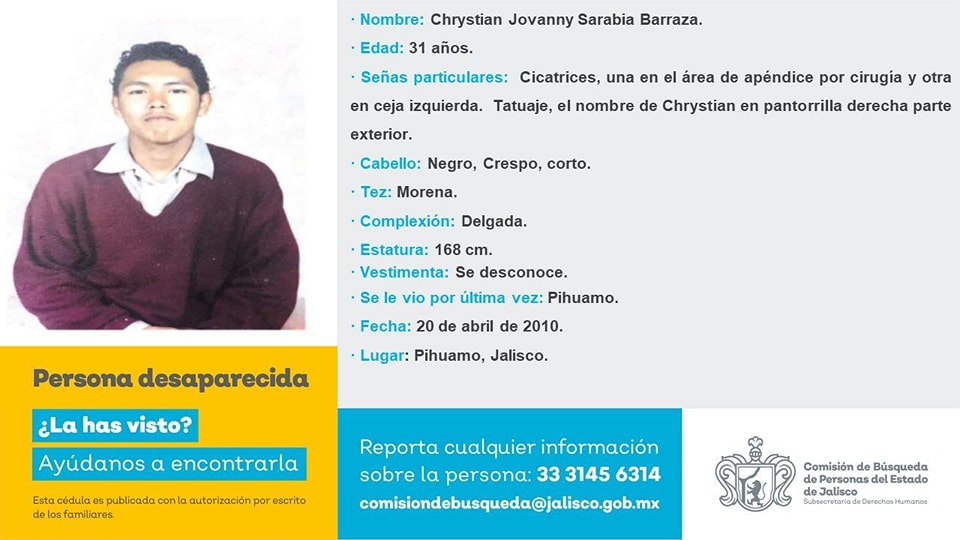 · Nombre: Chrystian Jovanny Sarabia Barraza.
· Edad: 31 años.
· Señas particulares: Cicatrices, una en el área de apéndice por cirugía y otra
en ceja izquierda. Tatuaje, el nombre de Chrystian en pantorrilla derecha parte
exterior.
· Cabello: Negro, Crespo, corto.
· Tez: Morena.
· Complexión: Delgada.
· Estatura: 168 cm.
· Vestimenta: Se desconoce.
· Se le vio por última vez: Pihuamo.
· Fecha: 20 de abril de 2010.
· Lugar: Pihuamo, Jalisco.
Persona desaparecida
¿La has visto?
Ayúdanos a encontrarla
Esta cédula es publicada con la autorización por escrito
de los familiares.
Reporta cualquier información
sobre la persona: 33 3145 6314
comisiondebusqueda@jalisco.gob.mx
Comisión de Búsqueda
de Personas del Estado
de Jalisco
Subsecretaría de Derechos Humanos